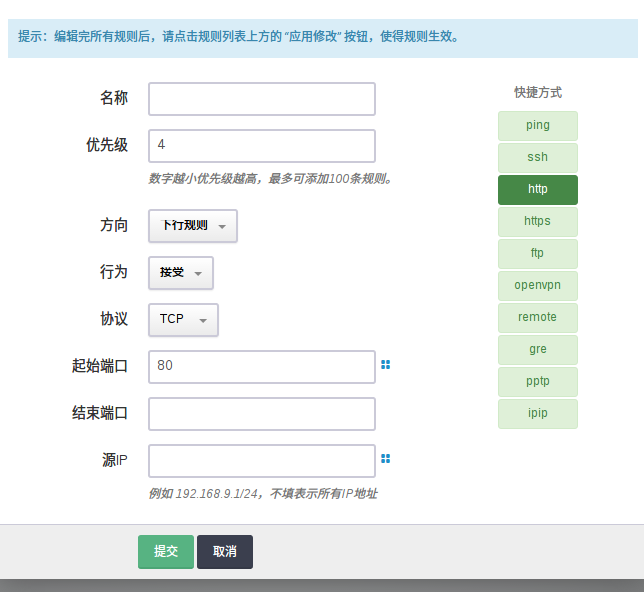 提示：编辑完所有规则后，请点击规则列表上方的 “应用修改” 按钮，使得规则生效。
名称
优先级
4
数字越小优先级越高，最多可添加100条规则。
方向
下行规则
行为
接受
协议
TCP
起始端口
80
结束端口
源IP
例如 192.168.9.1/24，不填表示所有IP地址
快捷方式
ping
ssh
http
https
ftp
openvpn
remote
gre
pptp
ipip
提交
取消